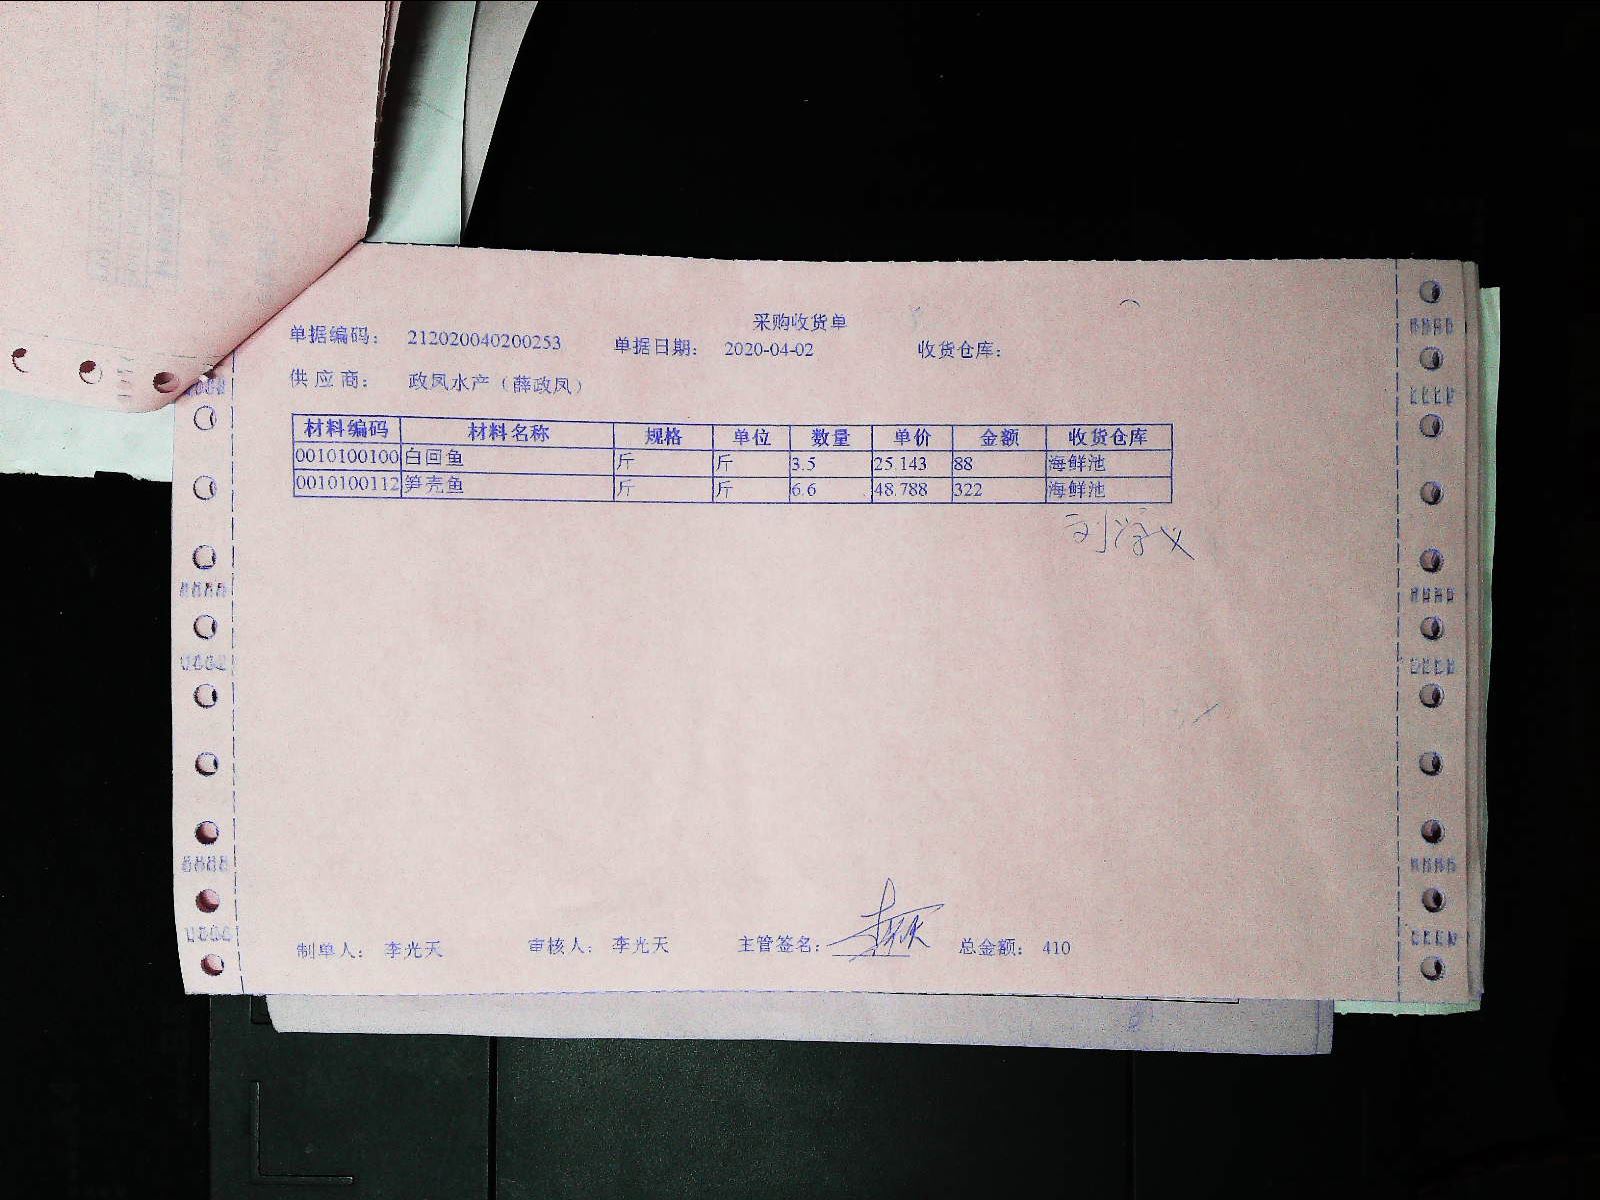 采购收货单
单据编码： 212020040200253 单据日期： 2020-04-02 收货仓库：
供应商： 政凤水产（薛政凤）
材料编码 材料名称 规格 单位 数量 单价 金额 收货仓库
0010100100 白回鱼 斤 斤 3.5 25.143 88 海鲜池
0010100112 笋壳鱼 斤 斤 6.6 48.788 322 海鲜池
制单人： 李光天 审核人： 李光天 主管签名： 总金额： 410